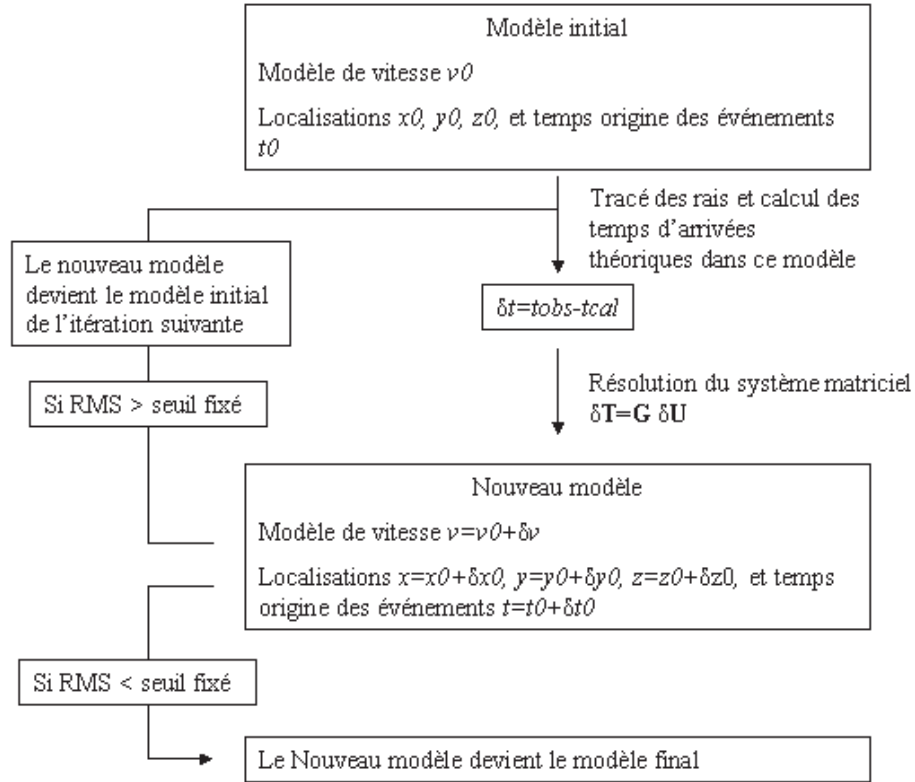 Modèle initial
Modèle de vitesse v0
Localisations x0, y0, z0, et temps origine des événements
t0
Tracé des rais et calcul des
temps d'arrivées
théoriques dans ce modèle
Le nouveau modèle
devient le modèle initial
de l'itération suivante
δt=tobs-tcal
Si RMS > seuil fixé
Résolution du système matriciel
δT=G δU
Nouveau modèle
Modèle de vitesse v=v0+δv
Localisations x=x0+δx0, y=y0+δy0, z=z0+δz0, et temps
origine des événements t=t0+δt0
Si RMS < seuil fixé
Le Nouveau modèle devient le modèle final